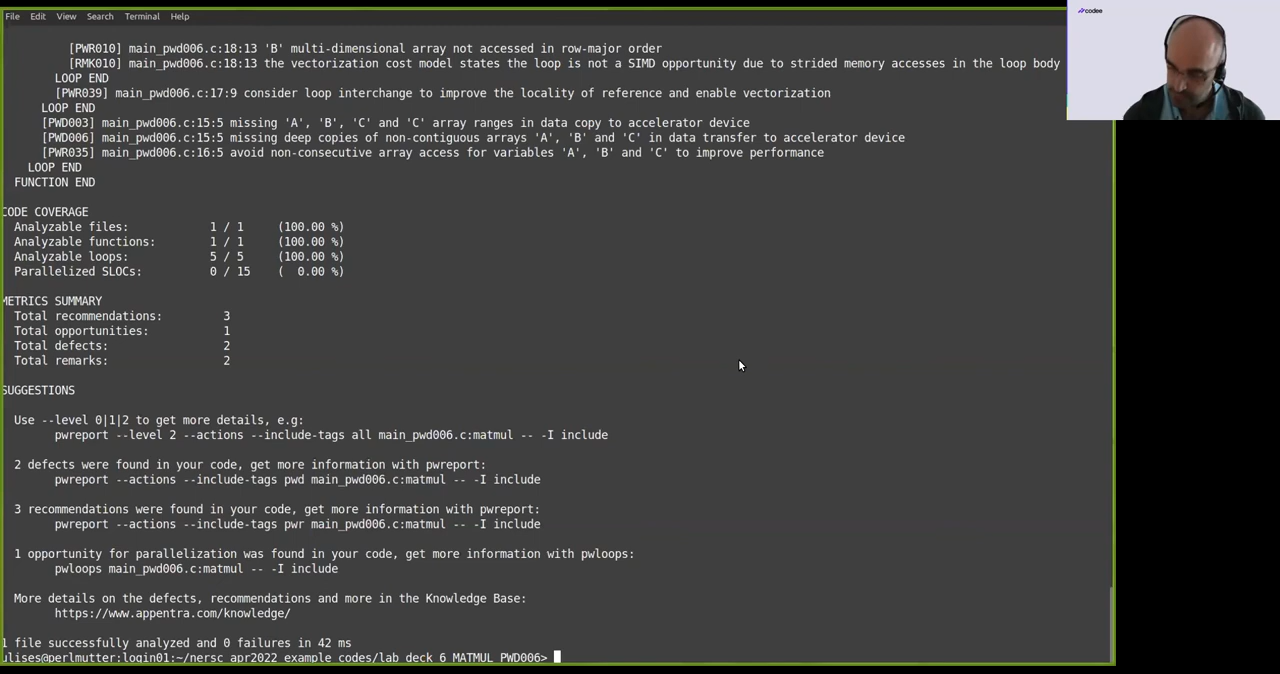 File Edit View Search Terminal Help
codee
[PWR010] main_pwd006.c:18:13 'B' multi-dimensional array not accessed in row-major order
[RMK010] main_pwd006.c:18:13 the vectorization cost model states the loop is not a SIMD opportunity due to strided memory accesses in the loop body
LOOP END
[PWR039] main_pwd006.c:17:9 consider loop interchange to improve the locality of reference and enable vectorization
LOOP END
[PWD003] main_pwd006.c:15:5 missing 'A', 'B', 'C' and 'C' array ranges in data copy to accelerator device
[PWD006] main_pwd006.c:15:5 missing deep copies of non-contiguous arrays 'A', 'B' and 'C' in data transfer to accelerator device
[PWR035] main_pwd006.c:16:5 avoid non-consecutive array access for variables 'A', 'B' and 'C' to improve performance
LOOP END
FUNCTION END
CODE COVERAGE
Analyzable files: 1 / 1 (100.00 %)
Analyzable functions: 1 / 1 (100.00 %)
Analyzable loops: 5 / 5 (100.00 %)
Parallelized SLOCs: 0 / 15 ( 0.00 %)
METRICS SUMMARY
Total recommendations: 3
Total opportunities: 1
Total defects: 2
Total remarks: 2
SUGGESTIONS
Use --level 0|1|2 to get more details, e.g:
pwreport --level 2 --actions --include-tags all main_pwd006.c:matmul -- -I include
2 defects were found in your code, get more information with pwreport:
pwreport --actions --include-tags pwd main_pwd006.c:matmul -- -I include
3 recommendations were found in your code, get more information with pwreport:
pwreport --actions --include-tags pwr main_pwd006.c:matmul -- -I include
1 opportunity for parallelization was found in your code, get more information with pwloops:
pwloops main_pwd006.c:matmul -- -I include
More details on the defects, recommendations and more in the Knowledge Base:
https://www.appentra.com/knowledge/
1 file successfully analyzed and 0 failures in 42 ms
ulises@perlmutter:login01:~/nersc_apr2022_example_codes/lab_deck_6_MATMUL_PWD006>